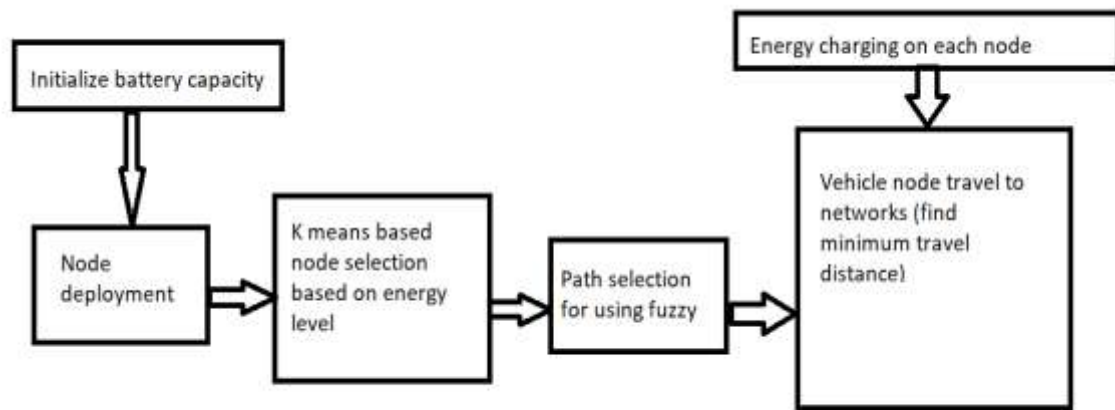 Initialize battery capacity
Energy charging on each node
Node
deployment
K means based
node selection
based on energy
level
Path selection
for using fuzzy
Vehicle node travel to
networks (find
minimum travel
distance)